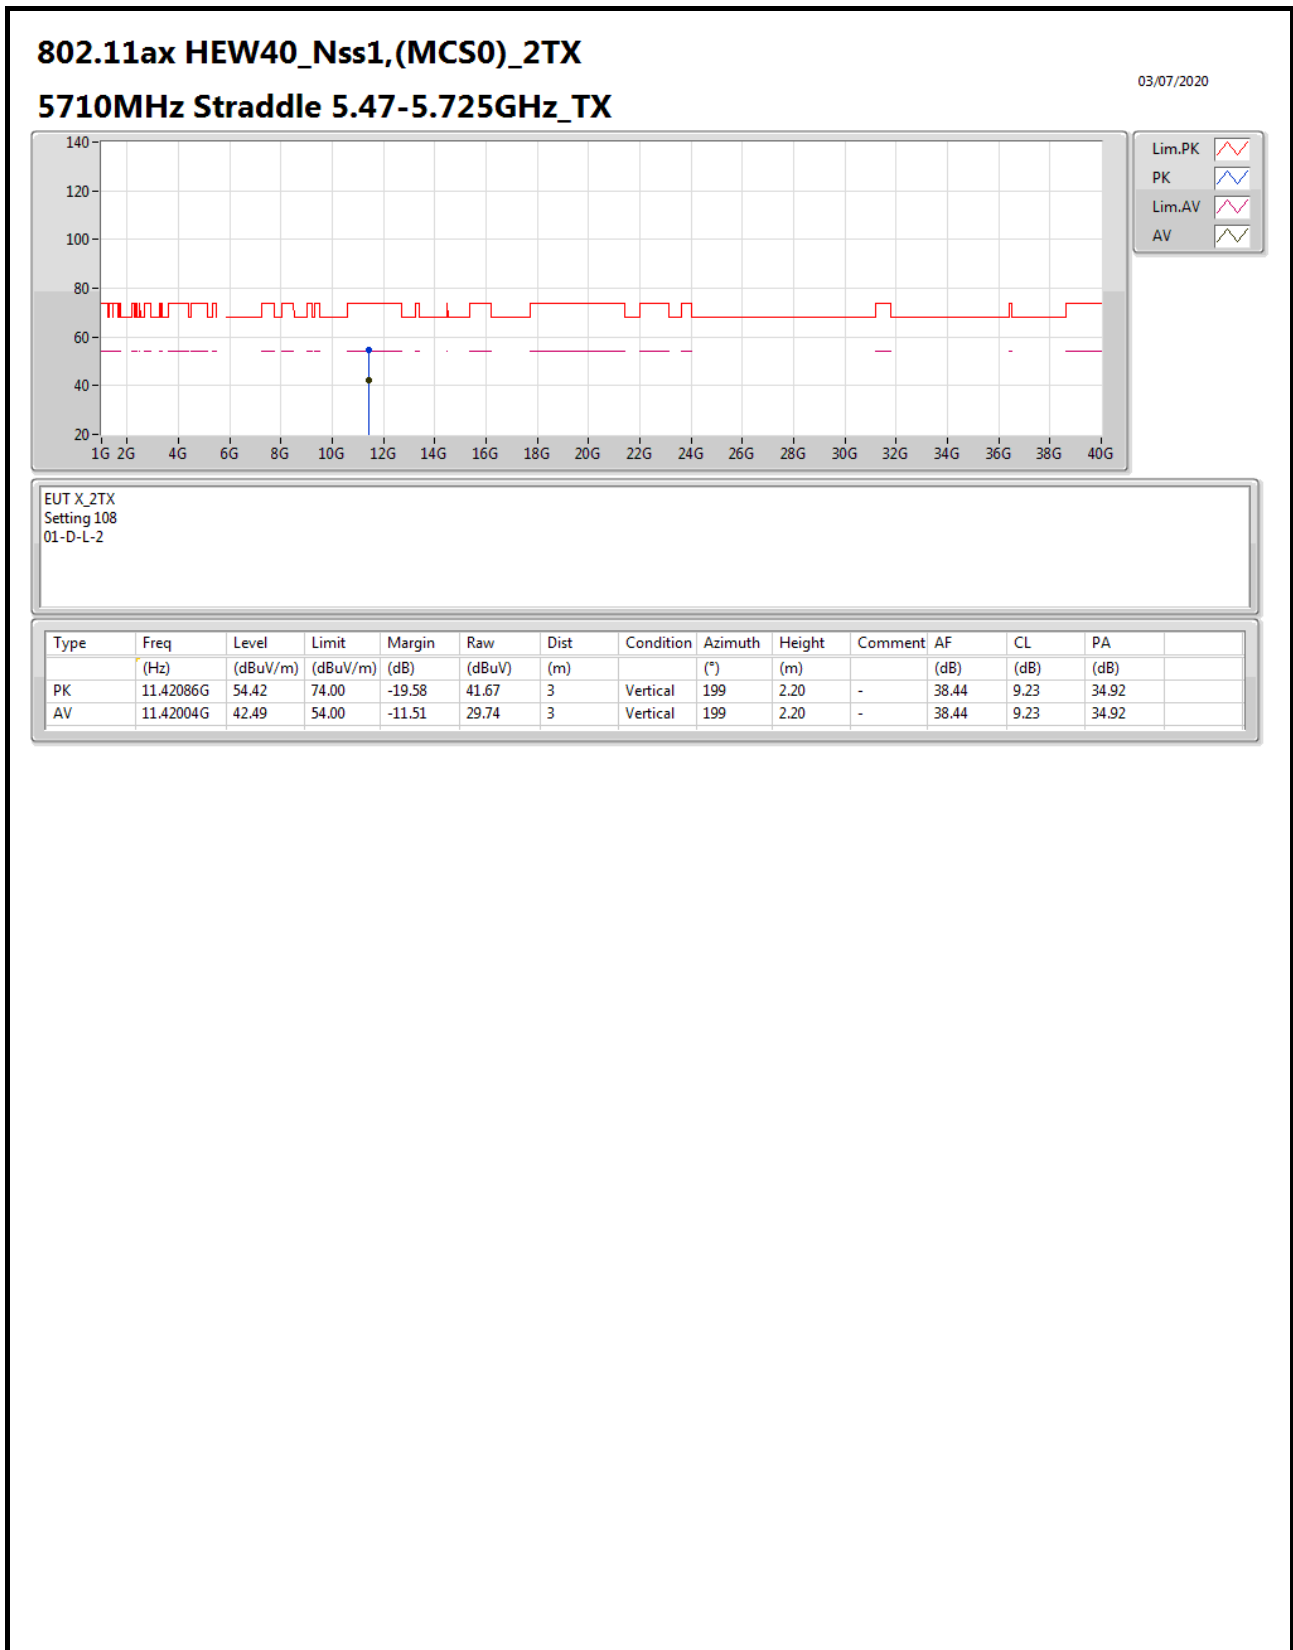 802.11ax HEW40_Nss1,(MCS0)_2TX
03/07/2020
5710MHz Straddle 5.47-5.725GHz_TX
140
120
100
80
60
40
20
1G 2G 4G 6G 8G 10G 12G 14G 16G 18G 20G 22G 24G 26G 28G 30G 32G 34G 36G 38G 40G
Lim.PK
PK
Lim.AV
AV
EUT X_2TX
Setting 108
01-D-L-2
Type Freq Level Limit Margin Raw Dist Condition Azimuth Height Comment AF CL PA
(Hz) (dBuV/m) (dBuV/m) (dB) (dBuV) (m) (°) (m) (dB) (dB) (dB)
PK 11.42086G 54.42 74.00 -19.58 41.67 3 Vertical 199 2.20 - 38.44 9.23 34.92
AV 11.42004G 42.49 54.00 -11.51 29.74 3 Vertical 199 2.20 - 38.44 9.23 34.92